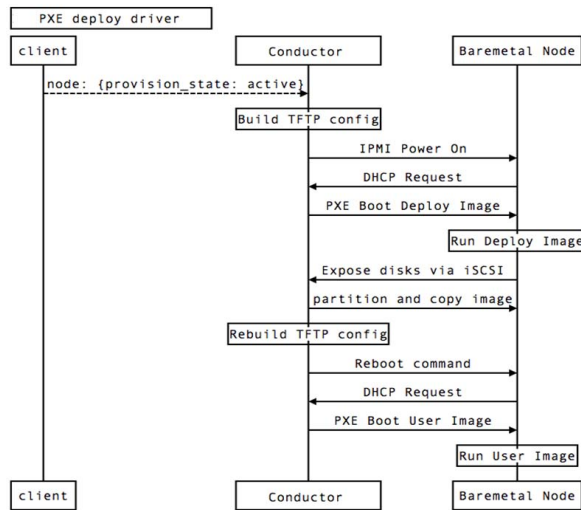 PXE deploy driver
client
Conductor
Baremetal Node
node: {provision_state: active}
Build TFTP config
IPMI Power On
DHCP Request
PXE Boot Deploy Image
Run Deploy Image
Expose disks via iSCSI
partition and copy image
Rebuild TFTP config
Reboot command
DHCP Request
PXE Boot User Image
Run User Image
client
Conductor
Baremetal Node